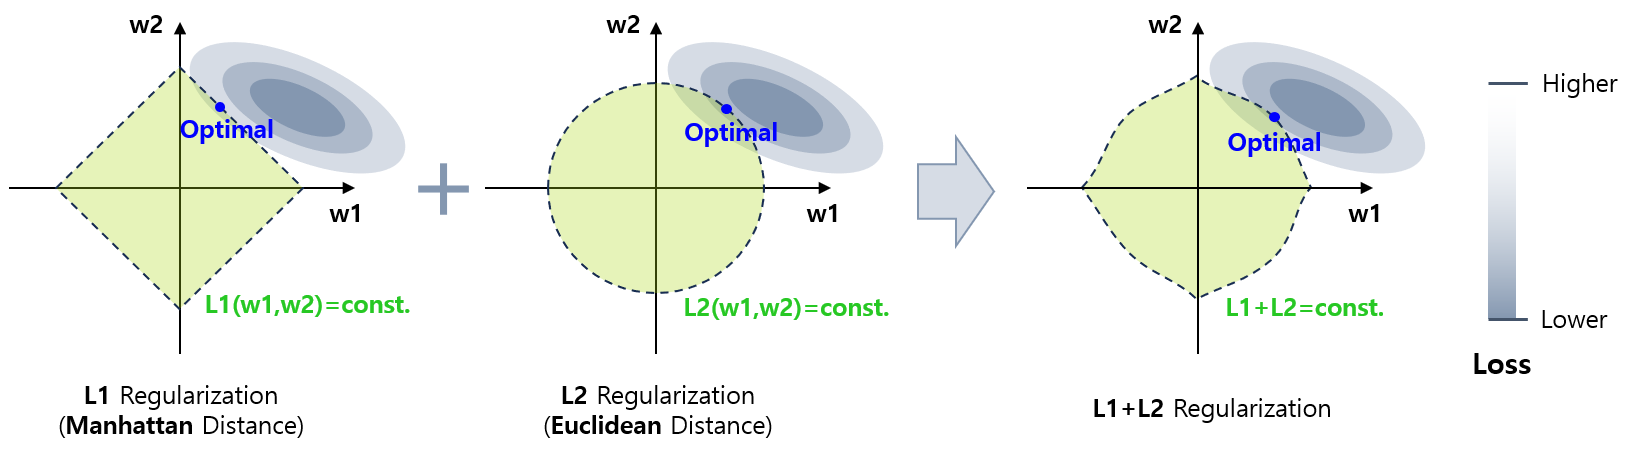 w2
Optimal
w1
L1(w1,w2)=const.
L1 Regularization
(Manhattan Distance)
w2
Optimal
w1
L2(w1,w2)=const.
L2 Regularization
(Euclidean Distance)
w2
Optimal
w1
L1+L2=const.
L1+L2 Regularization
Higher
Lower
Loss